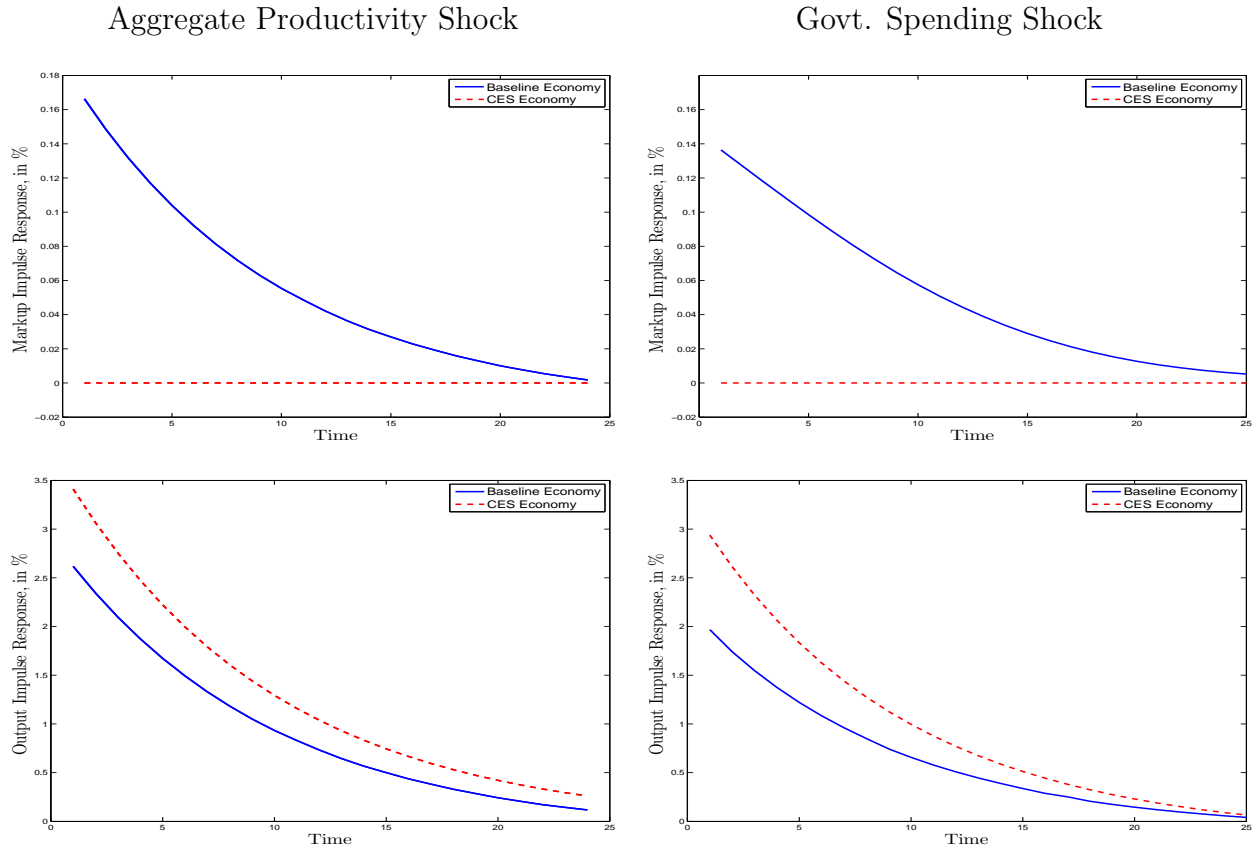 Aggregate Productivity Shock
Govt. Spending Shock
Markup Impulse Response, in %
0.18
0.16
0.14
0.12
0.1
0.08
0.06
0.04
0.02
0
−0.02
Baseline Economy
CES Economy
0 5 10 15 20 25
Time
Markup Impulse Response, in %
0.16
0.14
0.12
0.1
0.08
0.06
0.04
0.02
0
−0.02
Baseline Economy
CES Economy
0 5 10 15 20 25
Time
Output Impulse Response, in %
3.5
3
2.5
2
1.5
1
0.5
0
Baseline Economy
CES Economy
0 5 10 15 20 25
Time
Output Impulse Response, in %
3.5
3
2.5
2
1.5
1
0.5
0
Baseline Economy
CES Economy
0 5 10 15 20 25
Time